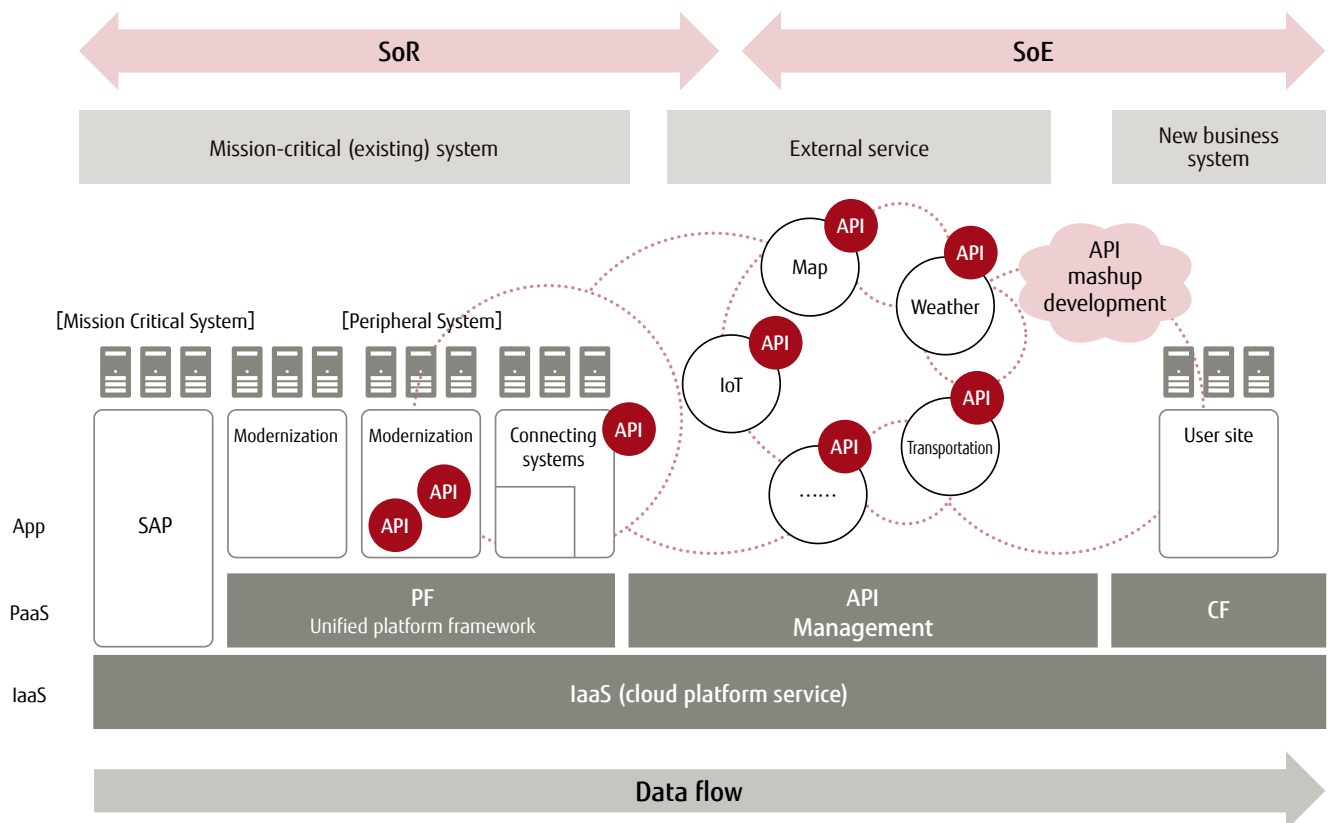 SoR
SoE
Mission-critical (existing) system
External service
New business
system
API
Map
API
Weather
API
mashup
development
[Mission Critical System]
[Peripheral System]
API
IoT
SAP
Modernization
Modernization
API
API
Connecting
systems
API
API
......
API
Transportation
User site
App
PaaS
PF
Unified platform framework
API
Management
CF
IaaS
IaaS (cloud platform service)
Data flow